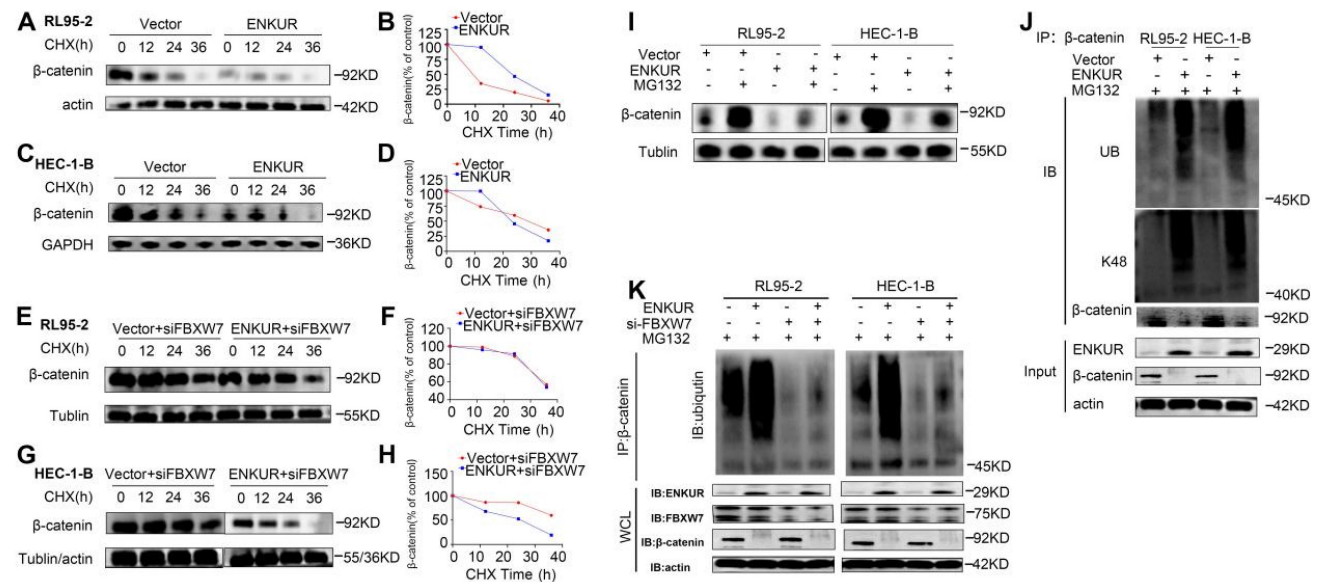 A RL95-2
Vector ENKUR
CHX(h) 0 12 24 36 0 12 24 36
β-catenin -92KD
actin -42KD
B
Vector
ENKUR
β-catenin(% of control)
125
100
75
50
25
0
0 10 20 30 40
CHX Time (h)
C HEC-1-B
Vector ENKUR
CHX(h) 0 12 24 36 0 12 24 36
β-catenin -92KD
GAPDH -36KD
D
Vector
ENKUR
β-catenin(% of control)
125
100
75
50
25
0
0 10 20 30 40
CHX Time (h)
E RL95-2
Vector+siFBXW7 ENKUR+siFBXW7
CHX(h) 0 12 24 36 0 12 24 36
β-catenin -92KD
Tublin -55KD
F
Vector+siFBXW7
ENKUR+siFBXW7
β-catenin(% of control)
120
100
80
60
40
0 10 20 30 40
CHX Time (h)
G HEC-1-B
Vector+siFBXW7 ENKUR+siFBXW7
CHX(h) 0 12 24 36 0 12 24 36
β-catenin -92KD
Tublin/actin -55/36KD
H
Vector+siFBXW7
ENKUR+siFBXW7
β-catenin(% of control)
150
100
50
0
0 10 20 30 40
CHX Time (h)
I
RL95-2 HEC-1-B
Vector + + - - + + - -
ENKUR - - + + - - + +
MG132 - + - + - + - +
β-catenin -92KD
Tublin -55KD
J
IP: β-catenin
RL95-2 HEC-1-B
Vector + - + -
ENKUR - + - +
MG132 + + + +
IB
UB
-45KD
K48
-40KD
β-catenin -92KD
Input
ENKUR -29KD
β-catenin -92KD
actin -42KD
K
RL95-2 HEC-1-B
ENKUR - + - + - + - +
si-FBXW7 - - + + - - + +
MG132 + + + + + + + +
IP:β-catenin
IB:ubiqutin
-45KD
WCL
IB:ENKUR -29KD
IB:FBXW7 -75KD
IB:β-catenin -92KD
IB:actin -42KD